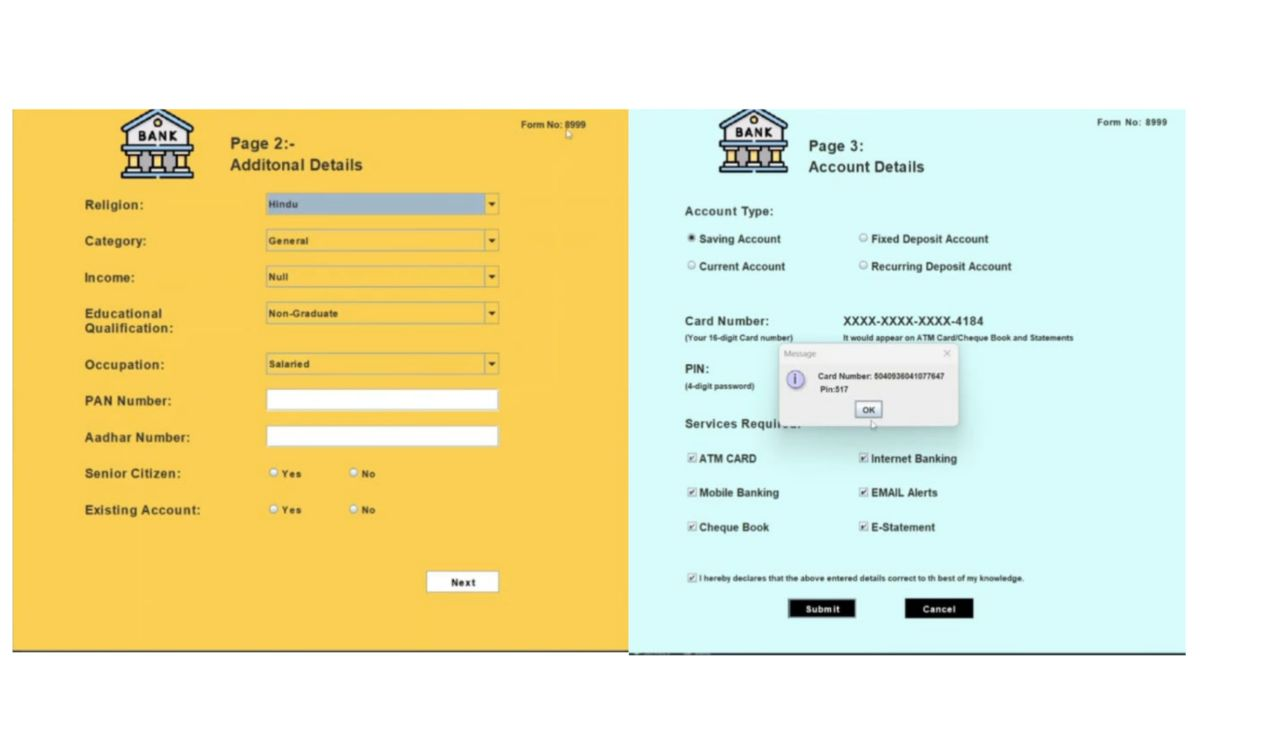 BANK
Form No: 8999
Page 2:-
Additonal Details
Religion: Hindu
Category: General
Income: Null
Educational
Qualification: Non-Graduate
Occupation: Salaried
PAN Number:
Aadhar Number:
Senior Citizen: Yes No
Existing Account: Yes No
Next
BANK
Form No: 8999
Page 3:
Account Details
Account Type:
Saving Account Fixed Deposit Account
Current Account Recurring Deposit Account
Card Number: XXXX-XXXX-XXXX-4184
(Your 16-digit Card number) It would appear on ATM Card/Cheque Book and Statements
PIN:
(4-digit password)
Message
Card Number: 5040936041077647
Pin:517
OK
Services
ATM CARD Internet Banking
Mobile Banking EMAIL Alerts
Cheque Book E-Statement
I hereby declares that the above entered details correct to th best of my knowledge.
Submit Cancel